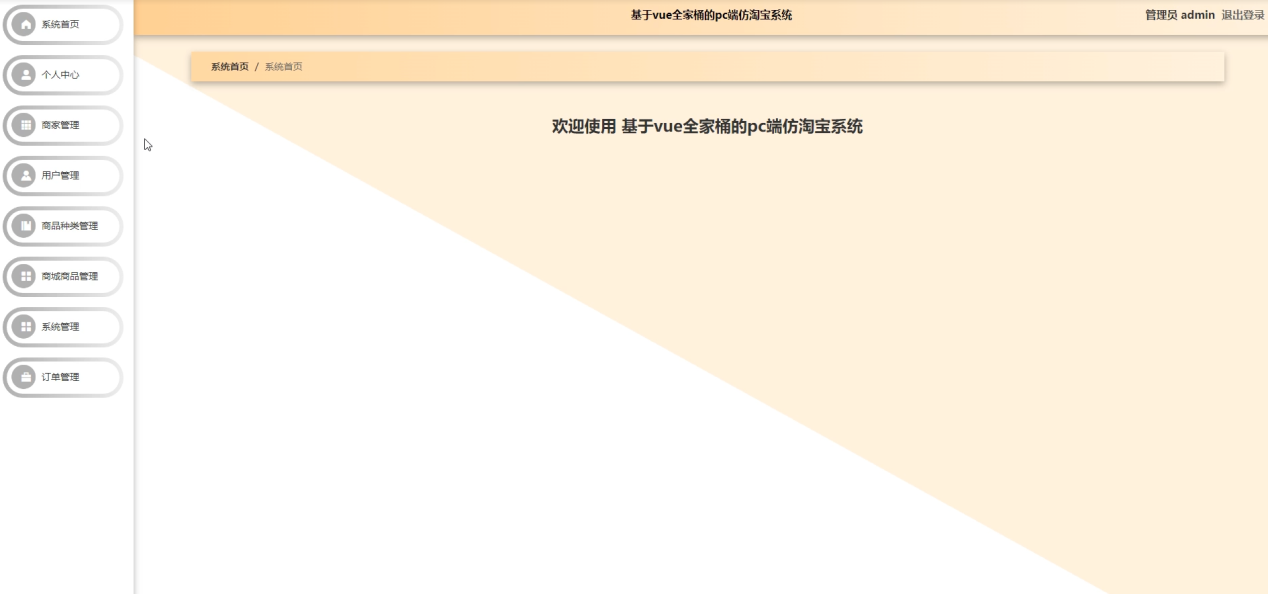 基于vue全家桶的pc端仿淘宝系统
管理员 admin 退出登录
系统首页
个人中心
商家管理
用户管理
商品种类管理
商城商品管理
系统管理
订单管理
系统首页 / 系统首页
欢迎使用 基于vue全家桶的pc端仿淘宝系统